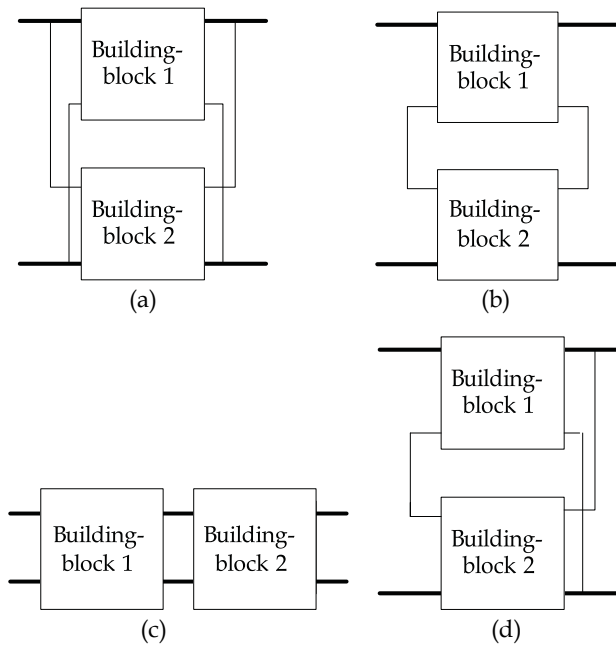 Building-
block 1
Building-
block 2
(a)
Building-
block 1
Building-
block 2
(b)
Building-
block 1
Building-
block 2
(c)
Building-
block 1
Building-
block 2
(d)